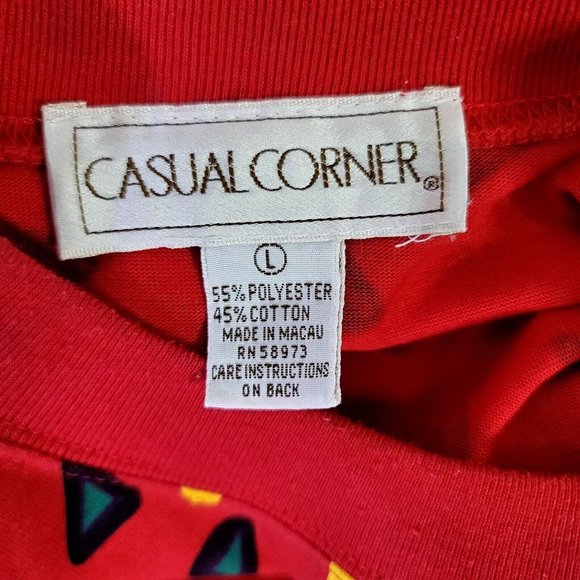 CASUAL CORNER®
L
55% POLYESTER
45% COTTON
MADE IN MACAU
RN 58973
CARE INSTRUCTIONS
ON BACK